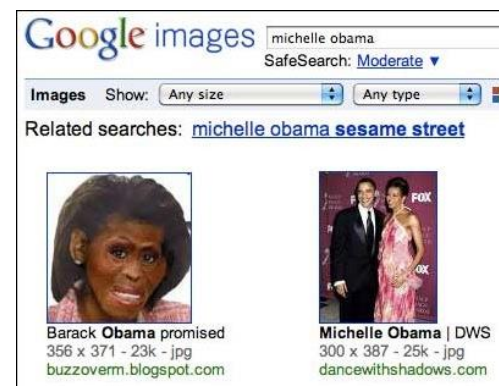 Google images
michelle obama
SafeSearch: Moderate ▼
Images Show: Any size Any type
Related searches: michelle obama sesame street
FOX
FOX
Barack Obama promised
356 x 371 - 23k - jpg
buzzoverm.blogspot.com
Michelle Obama | DWS
300 x 387 - 25k - jpg
dancewithshadows.com